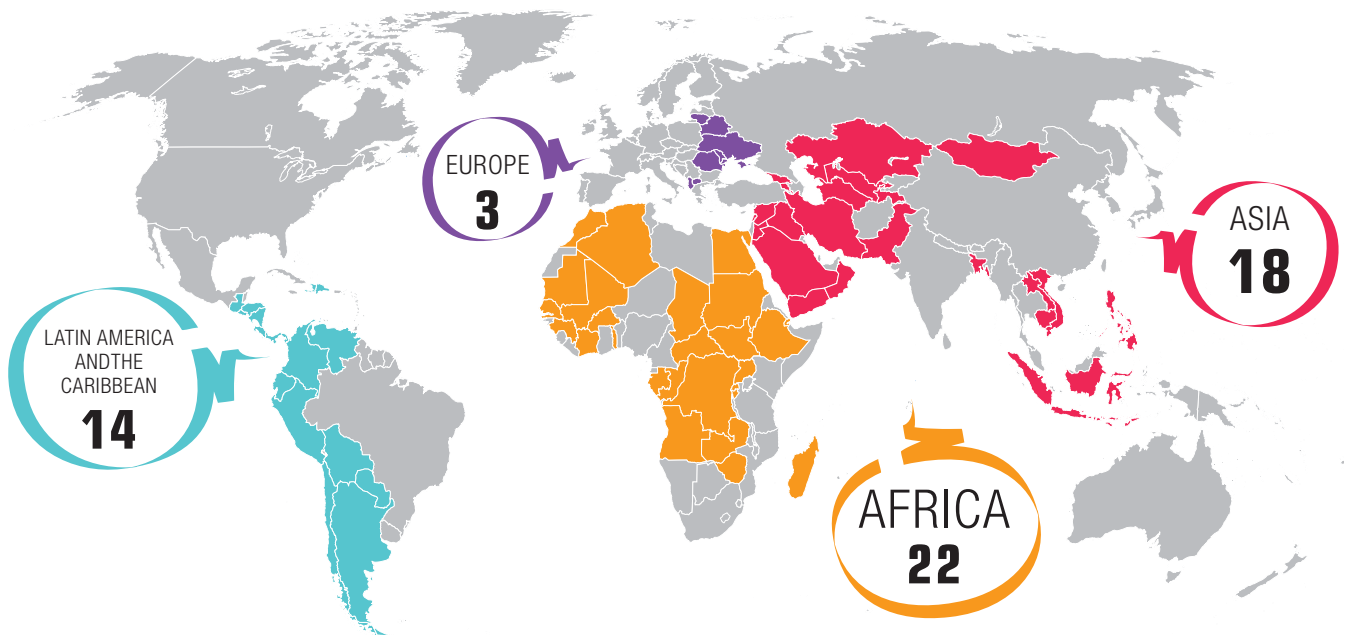 EUROPE
3
ASIA
18
LATIN AMERICA
ANDTHE
CARIBBEAN
14
AFRICA
22